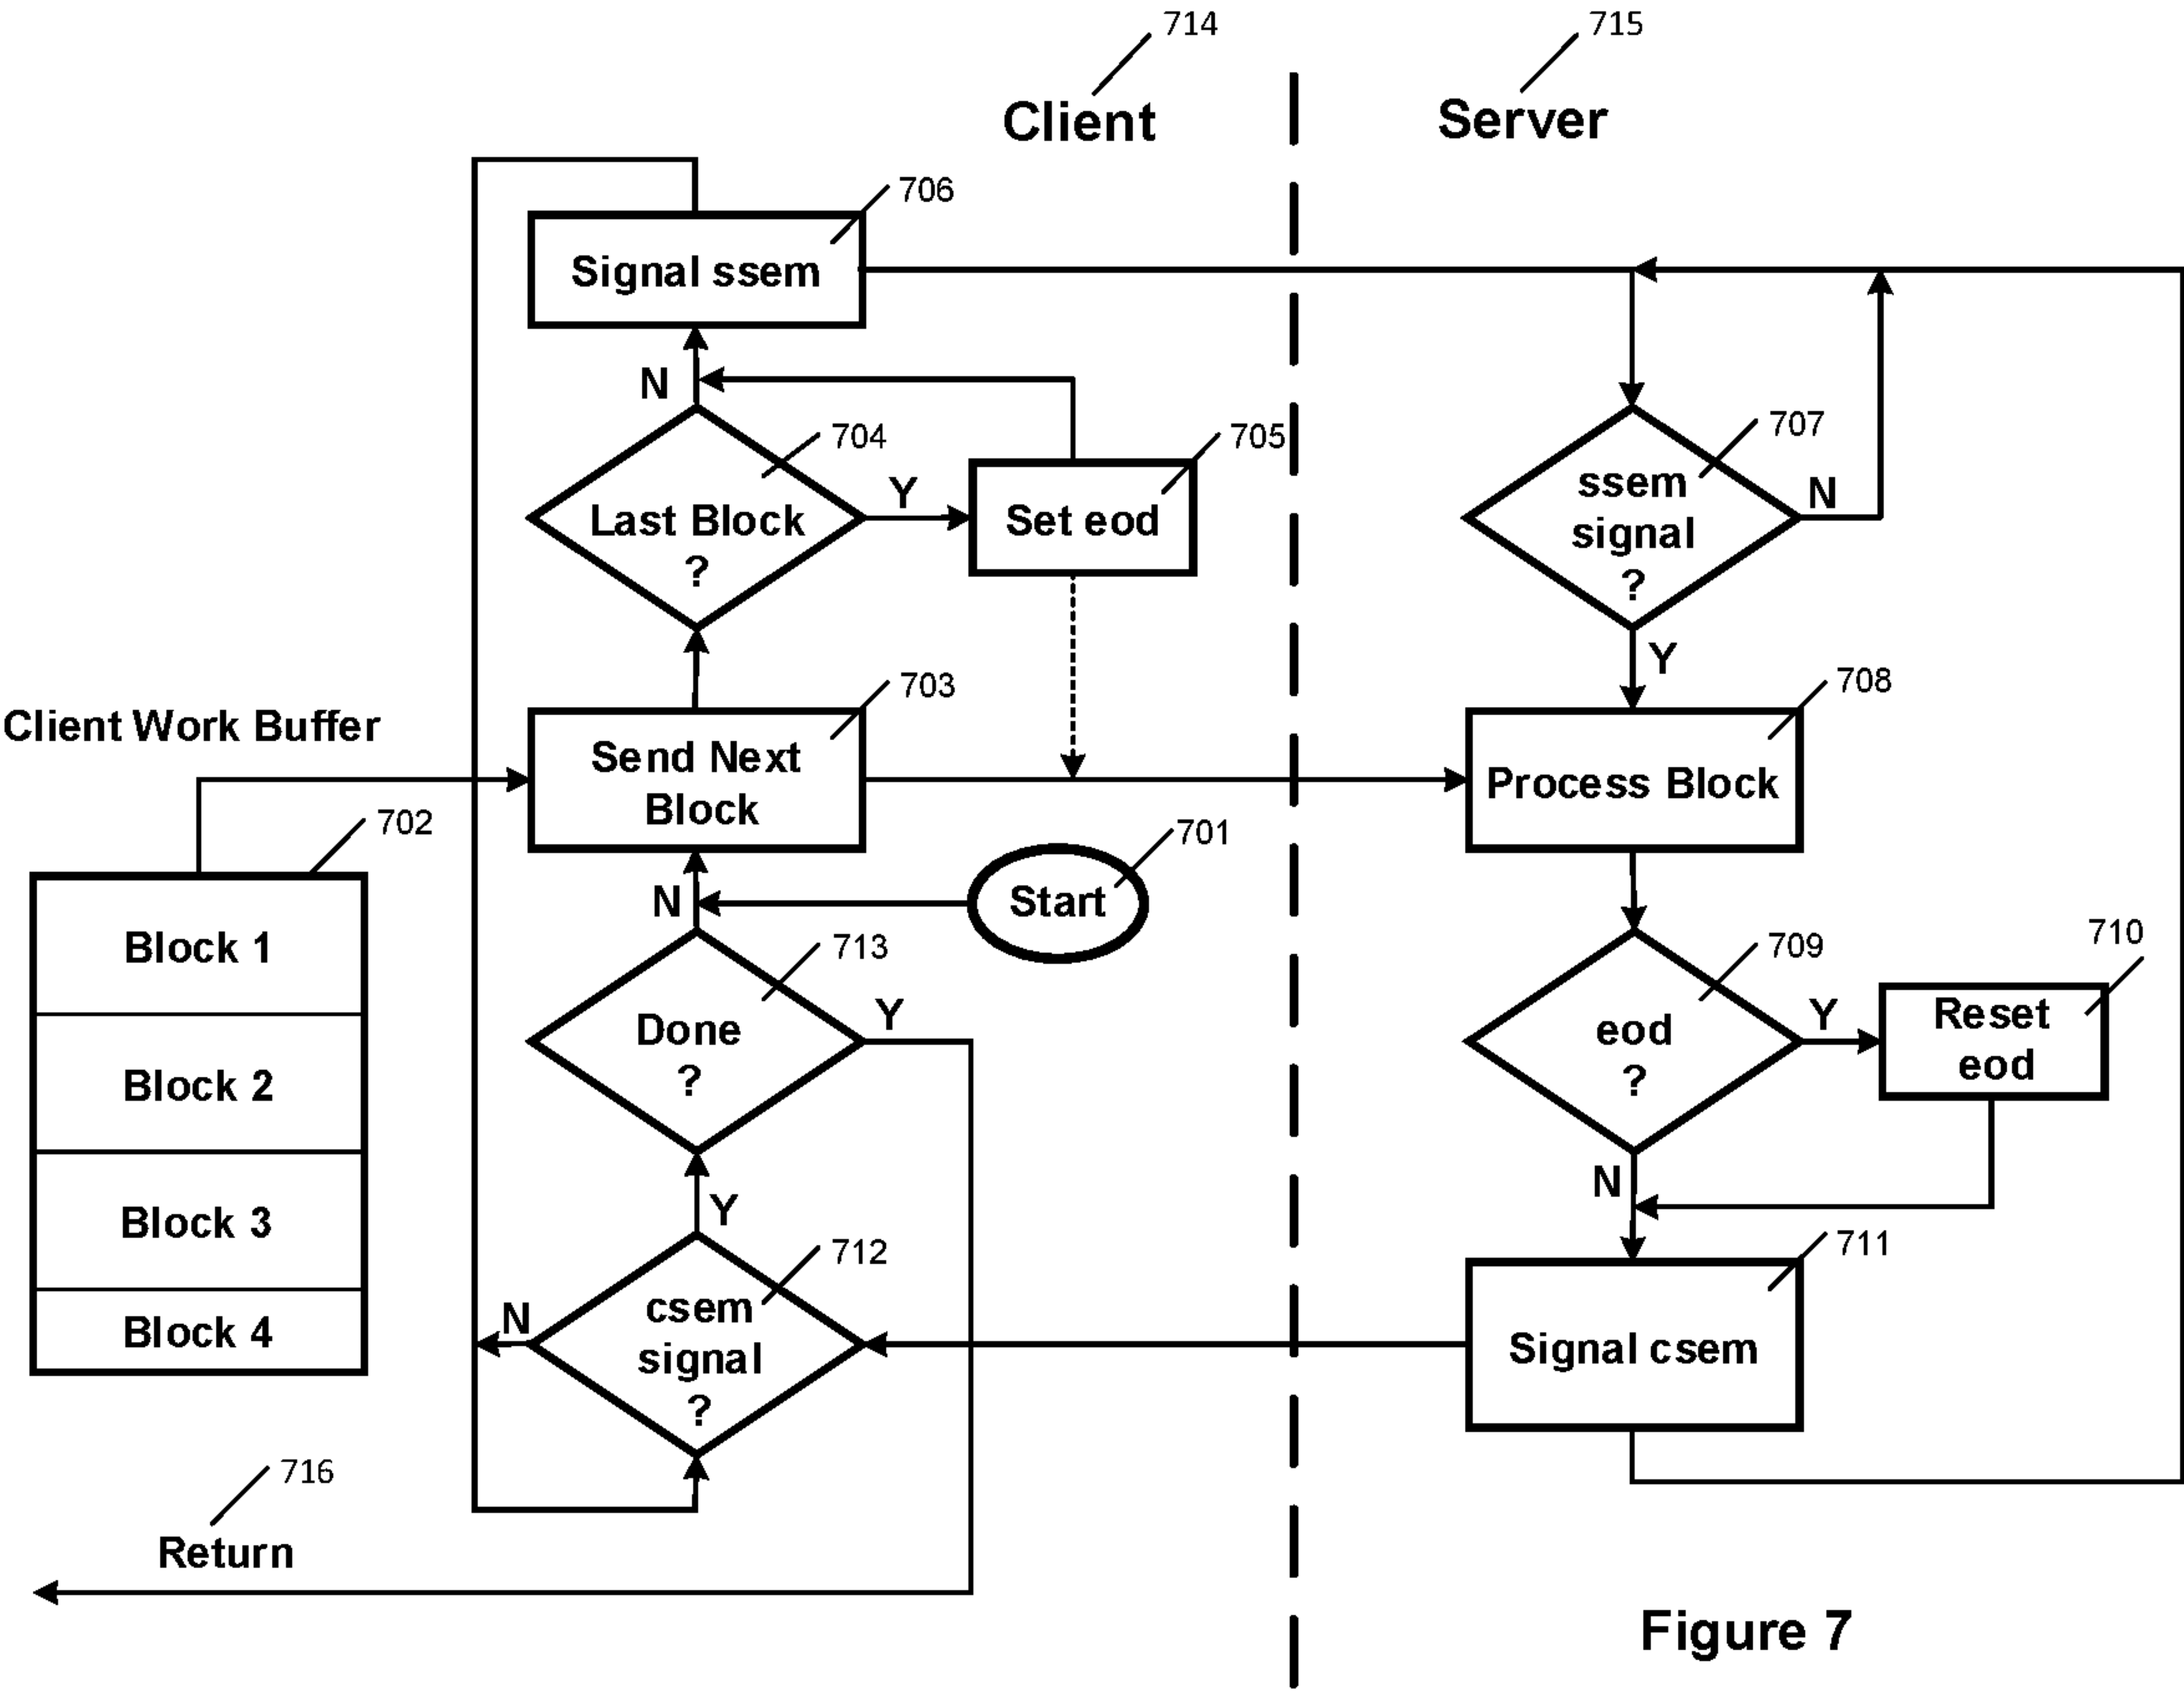 714
Client
715
Server
706
Signal ssem
N
704
Last Block
?
Y
705
Set eod
707
ssem
signal
?
N
Y
Client Work Buffer
703
Send Next
Block
708
Process Block
702
Block 1
Block 2
Block 3
Block 4
701
Start
N
713
Done
?
Y
709
eod
?
Y
710
Reset
eod
N
Y
712
csem
signal
?
N
711
Signal csem
716
Return
Figure 7